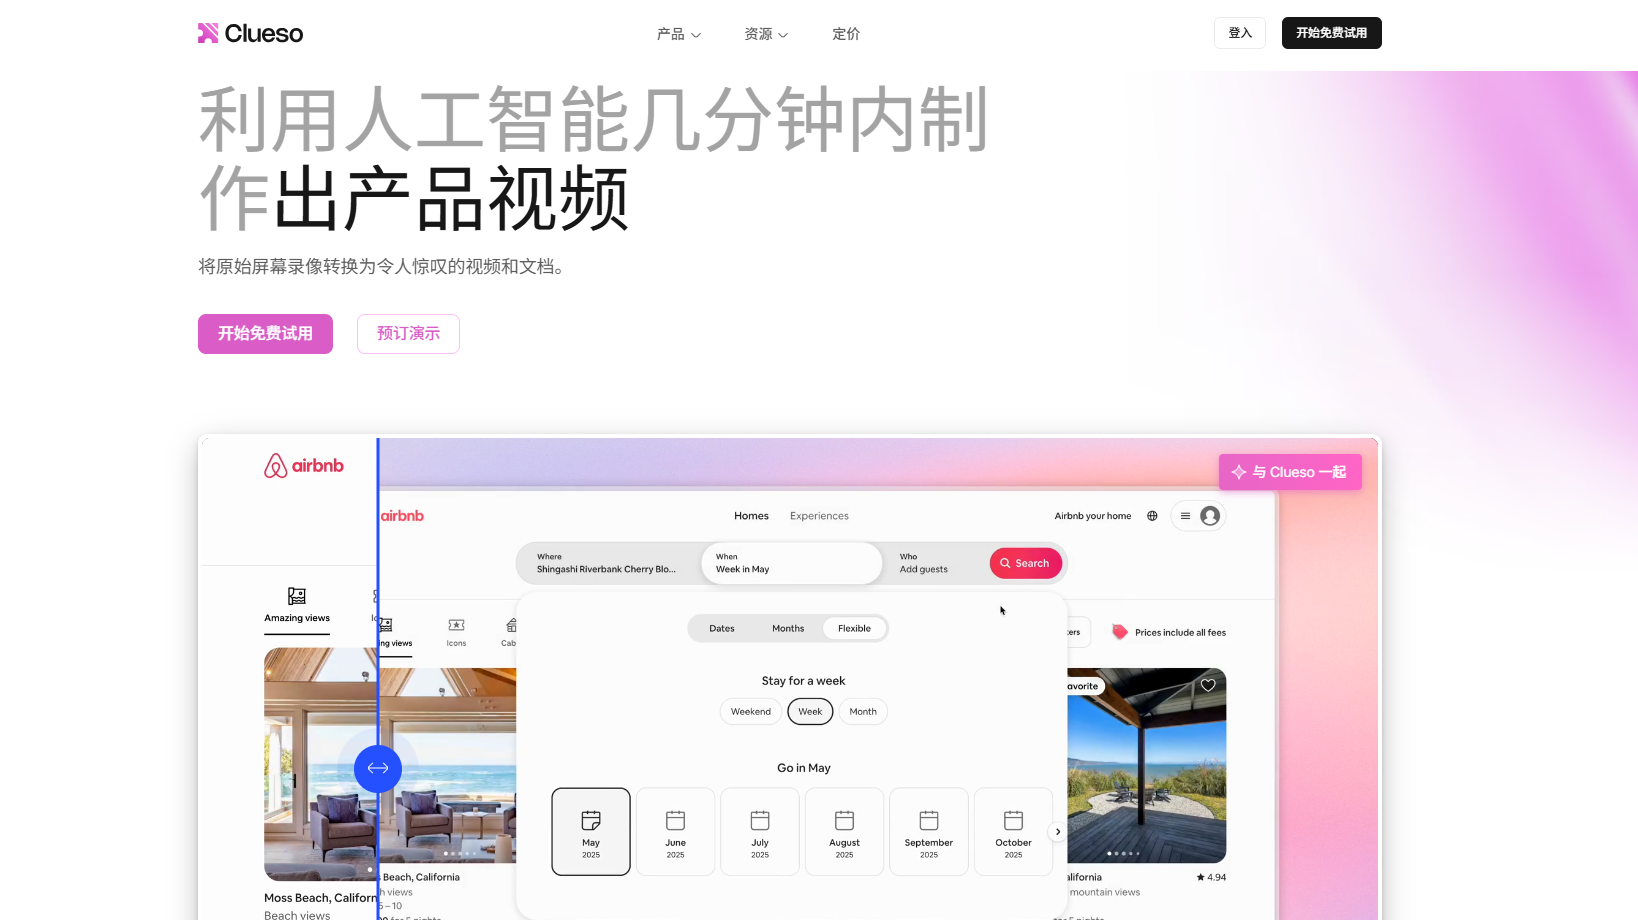 Clueso
产品
资源
定价
登入
开始免费试用
利用人工智能几分钟内制
作出产品视频
将原始屏幕录像转换为令人惊叹的视频和文档。
开始免费试用
预订演示
airbnb
与 Clueso 一起
airbnb
Homes
Experiences
Airbnb your home
Where
Shingashi Riverbank Cherry Blo...
When
Week in May
Who
Add guests
Search
Amazing views
ing views
Icons
Cab
Dates
Months
Flexible
ters
Prices include all fees
Stay for a week
Weekend
Week
Month
avorite
Go in May
May
2025
June
2025
July
2025
August
2025
September
2025
October
2025
Moss Beach, Californ
Beach views
Beach, California
h views
5 – 10
alifornia
4.94
mountain views